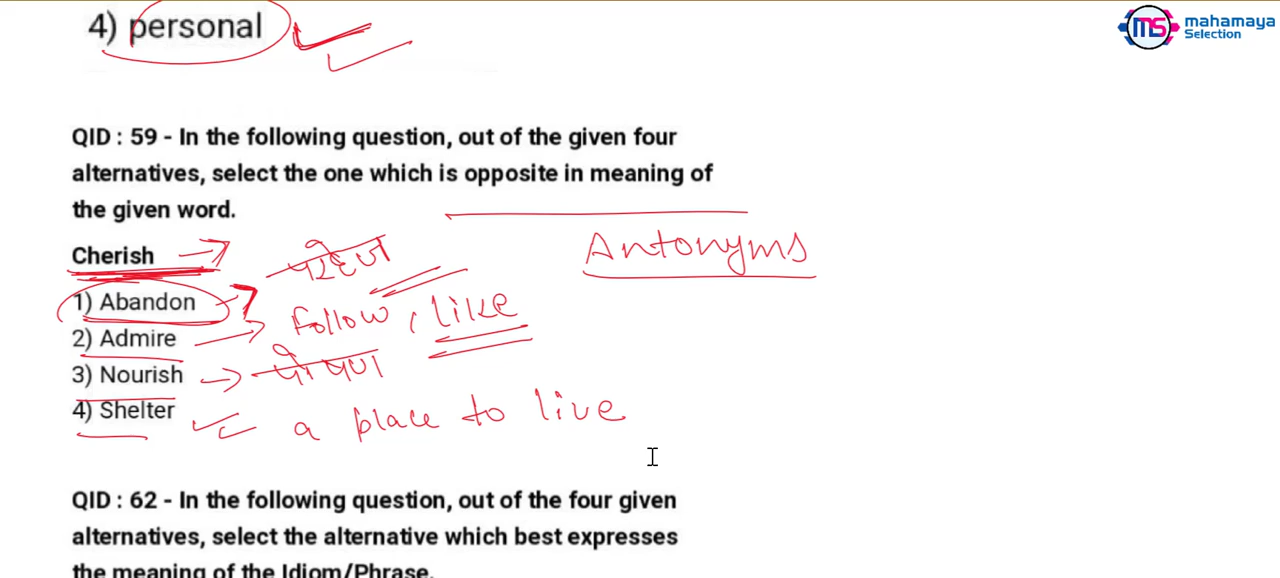 4) personal
mahamaya
Selection
QID : 59 - In the following question, out of the given four
alternatives, select the one which is opposite in meaning of
the given word.
Antonyms
Cherish
1) Abandon
follow, like
2) Admire
3) Nourish पोषण
4) Shelter a place to live
QID : 62 - In the following question, out of the four given
alternatives, select the alternative which best expresses
the meaning of the Idiom/Phrase.